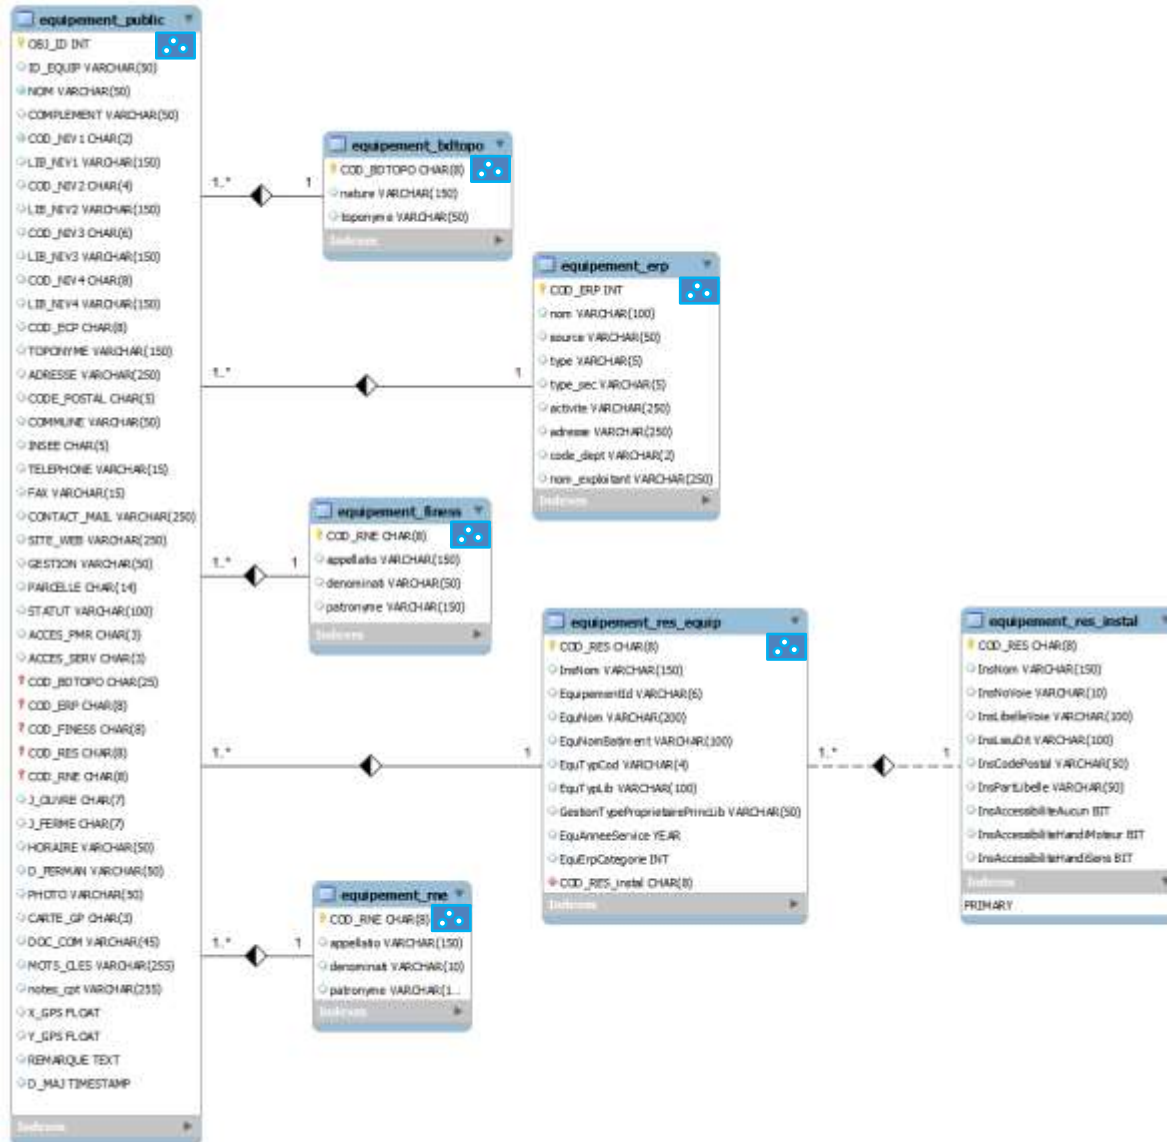 equipement_public
OBJ_ID INT
ID_EQUIP VARCHAR(50)
NOM VARCHAR(50)
COMPLEMENT VARCHAR(50)
COD_NIV1 CHAR(2)
LIB_NIV1 VARCHAR(150)
COD_NIV2 CHAR(4)
LIB_NIV2 VARCHAR(150)
COD_NIV3 CHAR(6)
LIB_NIV3 VARCHAR(150)
COD_NIV4 CHAR(8)
LIB_NIV4 VARCHAR(150)
COD_ECP CHAR(8)
TOPONYME VARCHAR(150)
ADRESSE VARCHAR(250)
CODE_POSTAL CHAR(5)
COMMUNE VARCHAR(50)
INSEE CHAR(5)
TELEPHONE VARCHAR(15)
FAX VARCHAR(15)
CONTACT_MAIL VARCHAR(250)
SITE_WEB VARCHAR(250)
GESTION VARCHAR(50)
PARCELLE CHAR(14)
STATUT VARCHAR(100)
ACCES_PMR CHAR(3)
ACCES_SERV CHAR(3)
COD_BDTOPO CHAR(25)
COD_ERP CHAR(8)
COD_FINESS CHAR(8)
COD_RES CHAR(8)
COD_RNE CHAR(8)
J_OUVRE CHAR(7)
J_FERME CHAR(7)
HORAIRE VARCHAR(50)
D_FERMAN VARCHAR(50)
PHOTO VARCHAR(50)
CARTE_GP CHAR(3)
DOC_COM VARCHAR(45)
MOTS_CLES VARCHAR(255)
notes_cpt VARCHAR(255)
X_GPS FLOAT
Y_GPS FLOAT
REMARQUE TEXT
D_MAJ TIMESTAMP
Indexes
1..* 1
equipement_bdtopo
COD_BDTOPO CHAR(8)
nature VARCHAR(150)
toponyme VARCHAR(50)
Indexes
1..* 1
equipement_erp
COD_ERP INT
nom VARCHAR(100)
source VARCHAR(50)
type VARCHAR(5)
type_sec VARCHAR(5)
activite VARCHAR(250)
adresse VARCHAR(250)
code_dept VARCHAR(2)
nom_exploitant VARCHAR(250)
Indexes
1..* 1
equipement_finess
COD_RNE CHAR(8)
appellatio VARCHAR(150)
denominati VARCHAR(50)
patronyme VARCHAR(150)
Indexes
1..* 1
equipement_res_equip
COD_RES CHAR(8)
InsNom VARCHAR(150)
EquipementId VARCHAR(6)
EquNom VARCHAR(200)
EquNomBatiment VARCHAR(100)
EquTypCod VARCHAR(4)
EquTypLib VARCHAR(100)
GestionTypeProprietairePrincLib VARCHAR(50)
EquAnneeService YEAR
EquErpCategorie INT
COD_RES_instal CHAR(8)
Indexes
1..* 1
equipement_res_instal
COD_RES CHAR(8)
InsNom VARCHAR(150)
InsNoVoie VARCHAR(10)
InsLibelleVoie VARCHAR(100)
InsLieuDit VARCHAR(100)
InsCodePostal VARCHAR(50)
InsPartLibelle VARCHAR(50)
InsAccessibiliteAucun BIT
InsAccessibiliteHandiMoteur BIT
InsAccessibiliteHandiSens BIT
Indexes
PRIMARY
1..* 1
equipement_rne
COD_RNE CHAR(8)
appellatio VARCHAR(150)
denominati VARCHAR(10)
patronyme VARCHAR(1...
Indexes